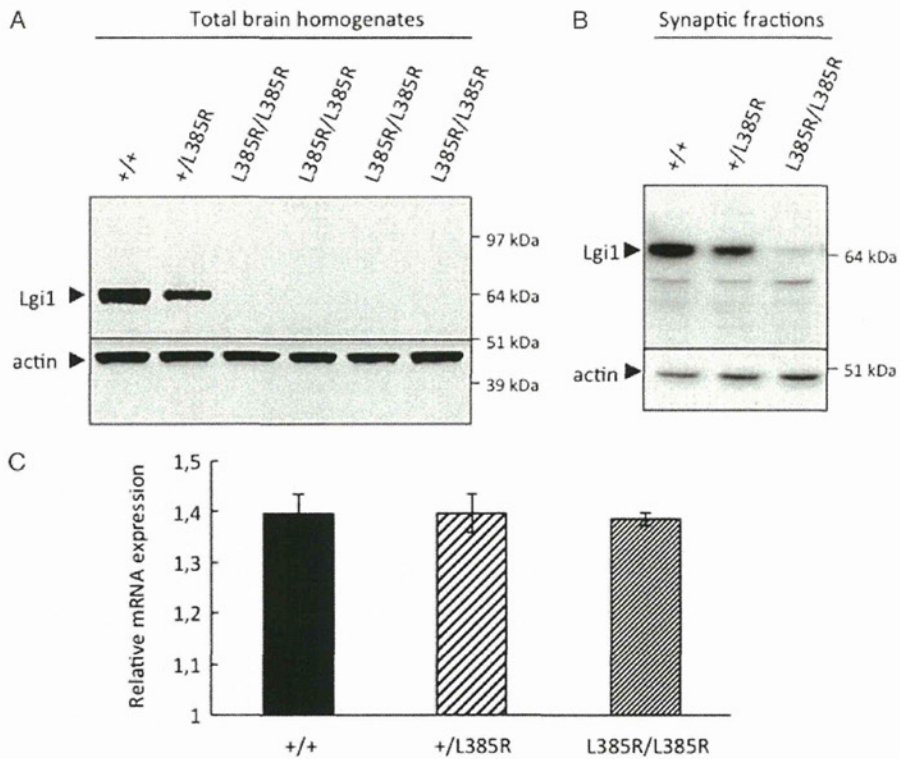 A
Total brain homogenates
+/+
+/L385R
L385R/L385R
L385R/L385R
L385R/L385R
L385R/L385R
Lgi1
actin
97 kDa
64 kDa
51 kDa
39 kDa
B
Synaptic fractions
+/+
+/L385R
L385R/L385R
Lgi1
actin
64 kDa
51 kDa
C
Relative mRNA expression
1,5
1,4
1,3
1,2
1,1
1
+/+
+/L385R
L385R/L385R